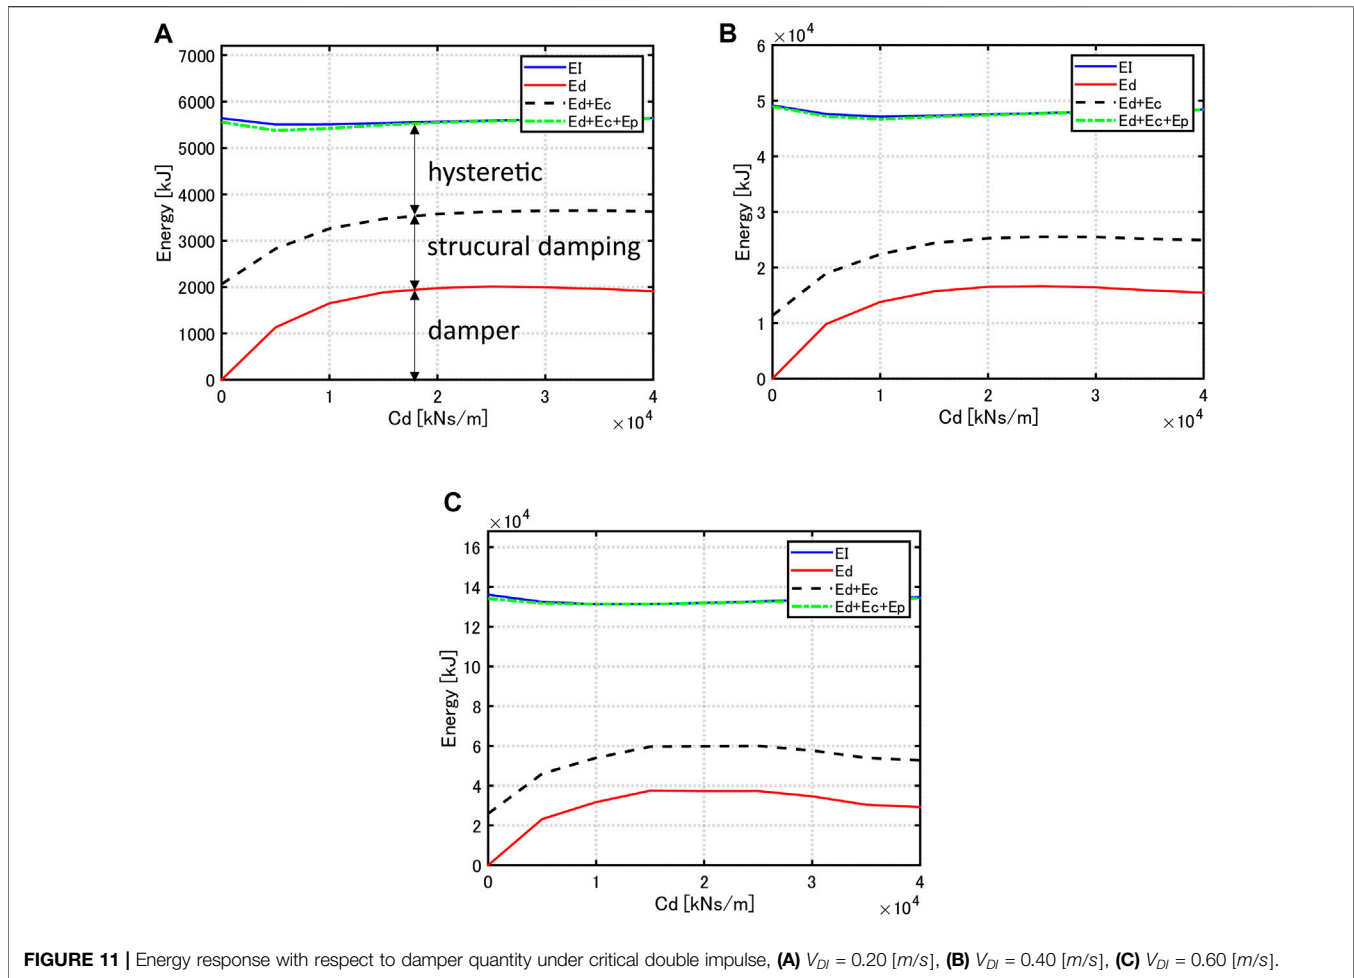 A
7000
6000
5000
4000
3000
2000
1000
0
Energy [kJ]
EI
Ed
Ed+Ec
Ed+Ec+Ep
hysteretic
strucural damping
damper
0 1 2 3 4
Cd [kNs/m]
×10⁴
B
×10⁴
6
5
4
3
2
1
0
Energy [kJ]
EI
Ed
Ed+Ec
Ed+Ec+Ep
0 1 2 3 4
Cd [kNs/m]
×10⁴
C
×10⁴
16
14
12
10
8
6
4
2
0
Energy [kJ]
EI
Ed
Ed+Ec
Ed+Ec+Ep
0 1 2 3 4
Cd [kNs/m]
×10⁴
FIGURE 11 | Energy response with respect to damper quantity under critical double impulse, (A) V_DI = 0.20 [m/s], (B) V_DI = 0.40 [m/s], (C) V_DI = 0.60 [m/s].